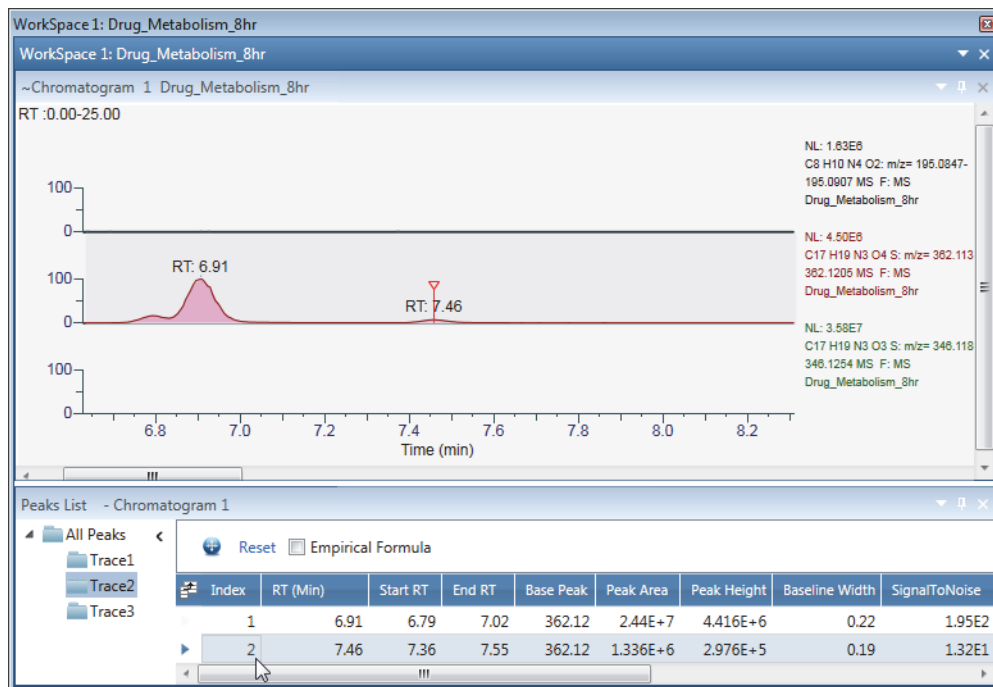 WorkSpace 1: Drug_Metabolism_8hr
WorkSpace 1: Drug_Metabolism_8hr
~Chromatogram 1 Drug_Metabolism_8hr
RT :0.00-25.00
NL: 1.63E6
C8 H10 N4 O2: m/z= 195.0847-
195.0907 MS F: MS
Drug_Metabolism_8hr
100
0
NL: 4.50E6
C17 H19 N3 O4 S: m/z= 362.113
362.1205 MS F: MS
Drug_Metabolism_8hr
RT: 6.91
100
RT: 7.46
0
NL: 3.58E7
C17 H19 N3 O3 S: m/z= 346.118
346.1254 MS F: MS
Drug_Metabolism_8hr
100
0
6.8 7.0 7.2 7.4 7.6 7.8 8.0 8.2
Time (min)
Peaks List - Chromatogram 1
All Peaks
Trace1
Trace2
Trace3
Reset Empirical Formula
Index RT (Min) Start RT End RT Base Peak Peak Area Peak Height Baseline Width SignalToNoise
1 6.91 6.79 7.02 362.12 2.44E+7 4.416E+6 0.22 1.95E2
2 7.46 7.36 7.55 362.12 1.336E+6 2.976E+5 0.19 1.32E1